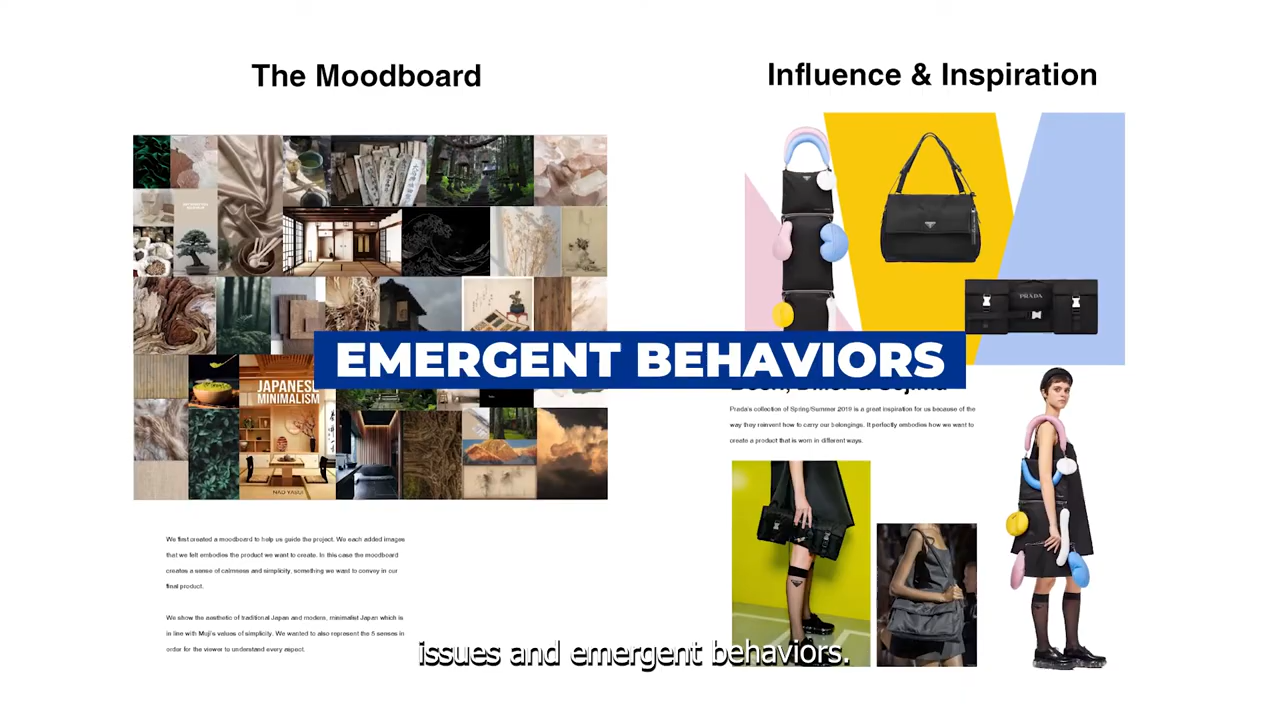 The Moodboard
Influence & Inspiration
JAPANESE
MINIMALISM
PRADA
EMERGENT BEHAVIORS
Prada's collection of Spring/Summer 2019 is a great inspiration for us because of the
way they reinvent how to carry our belongings. It perfectly embodies how we want to
create a product that is worn in different ways.
We first created a moodboard to help us guide the project. We each added images
that we felt embodies the product we want to create. In this case the moodboard
creates a sense of calmness and simplicity, something we want to convey in our
final product.
We show the aesthetic of traditional Japan and modern, minimalist Japan which is
in line with Muji's values of simplicity. We wanted to also represent the 5 senses in
order for the viewer to understand every aspect.
issues and emergent behaviors.